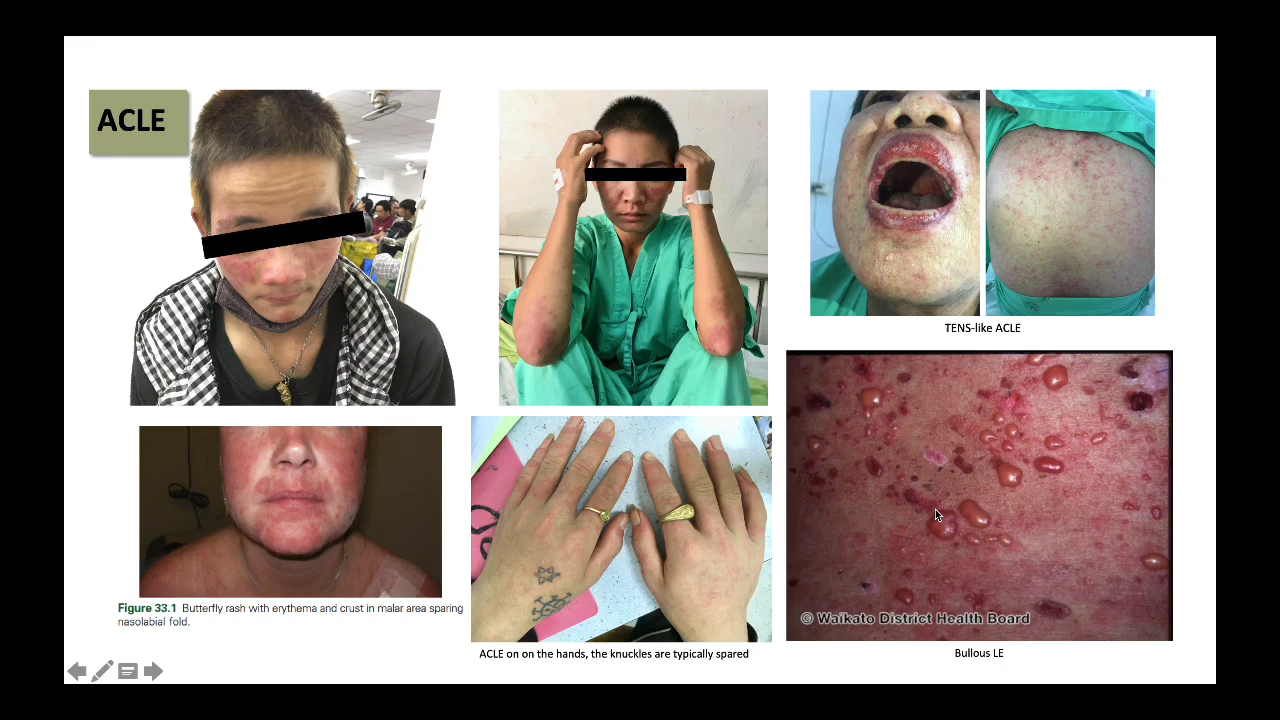 ACLE
TENS-like ACLE
Figure 33.1 Butterfly rash with erythema and crust in malar area sparing
nasolabial fold.
ACLE on on the hands, the knuckles are typically spared
© Waikato District Health Board
Bullous LE